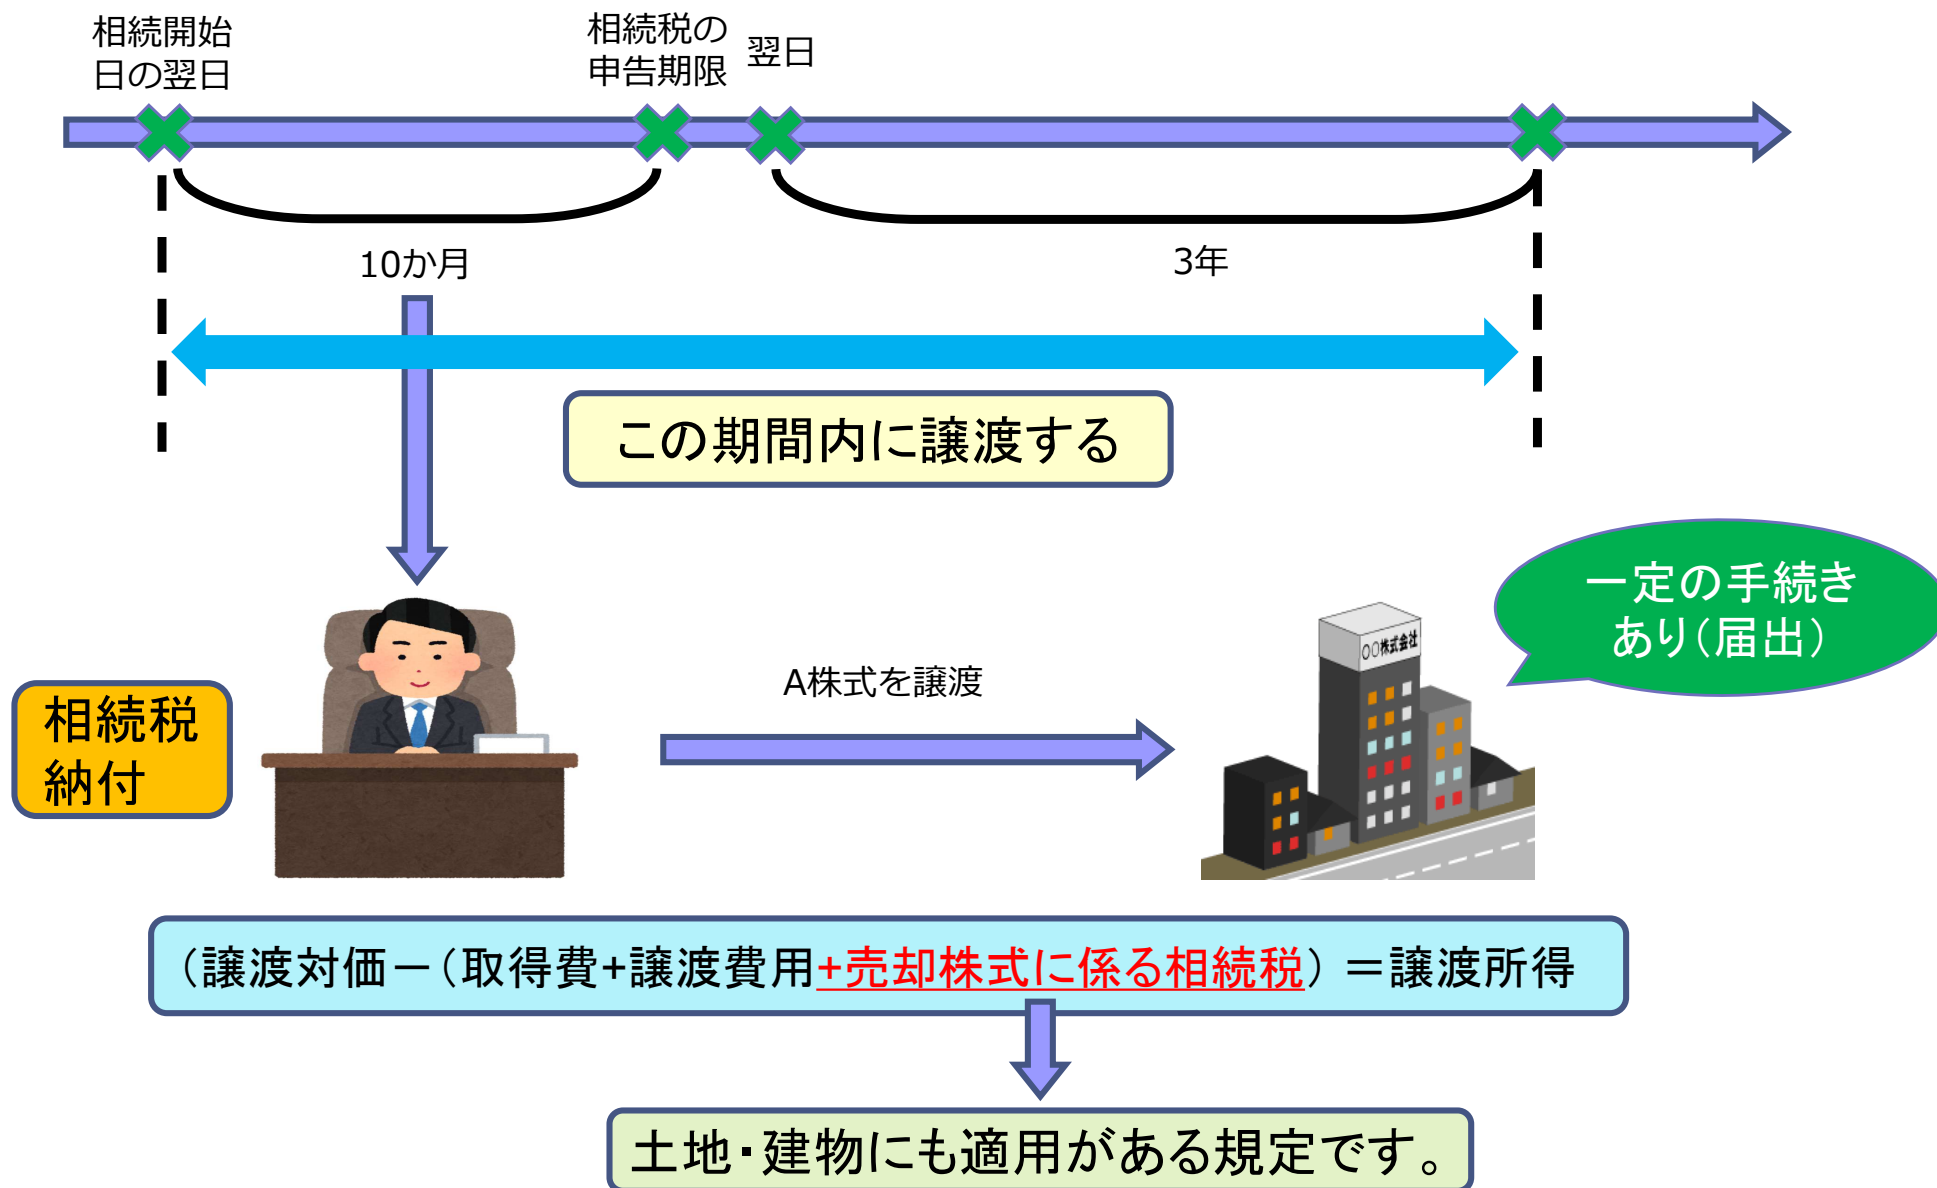 相続開始
日の翌日
相続税の
申告期限
翌日
10か月
3年
この期間内に譲渡する
一定の手続き
あり（届出）
〇〇株式会社
A株式を譲渡
相続税
納付
（譲渡対価－（取得費+譲渡費用+売却株式に係る相続税）＝譲渡所得
土地・建物にも適用がある規定です。